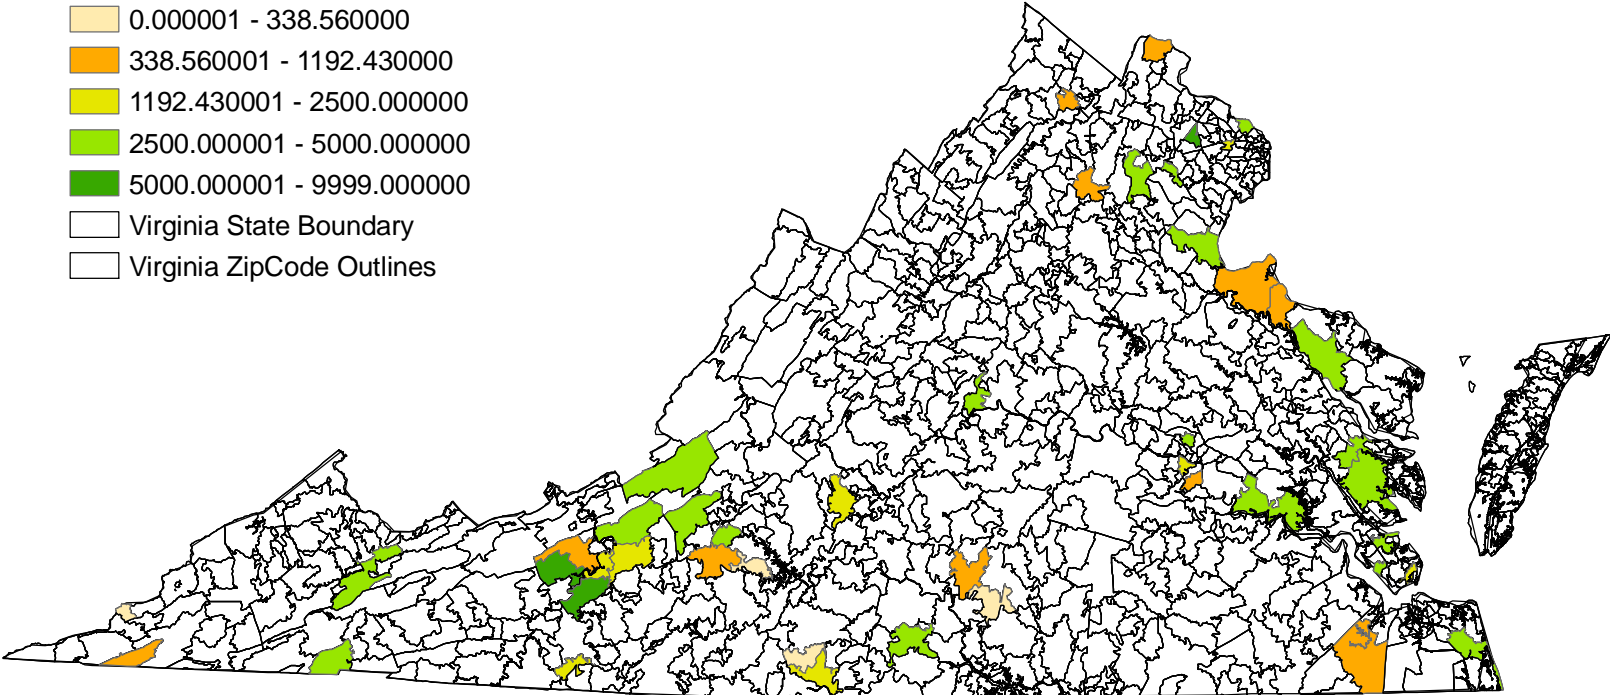 0.000001 - 338.560000
338.560001 - 1192.430000
1192.430001 - 2500.000000
2500.000001 - 5000.000000
5000.000001 - 9999.000000
Virginia State Boundary
Virginia ZipCode Outlines